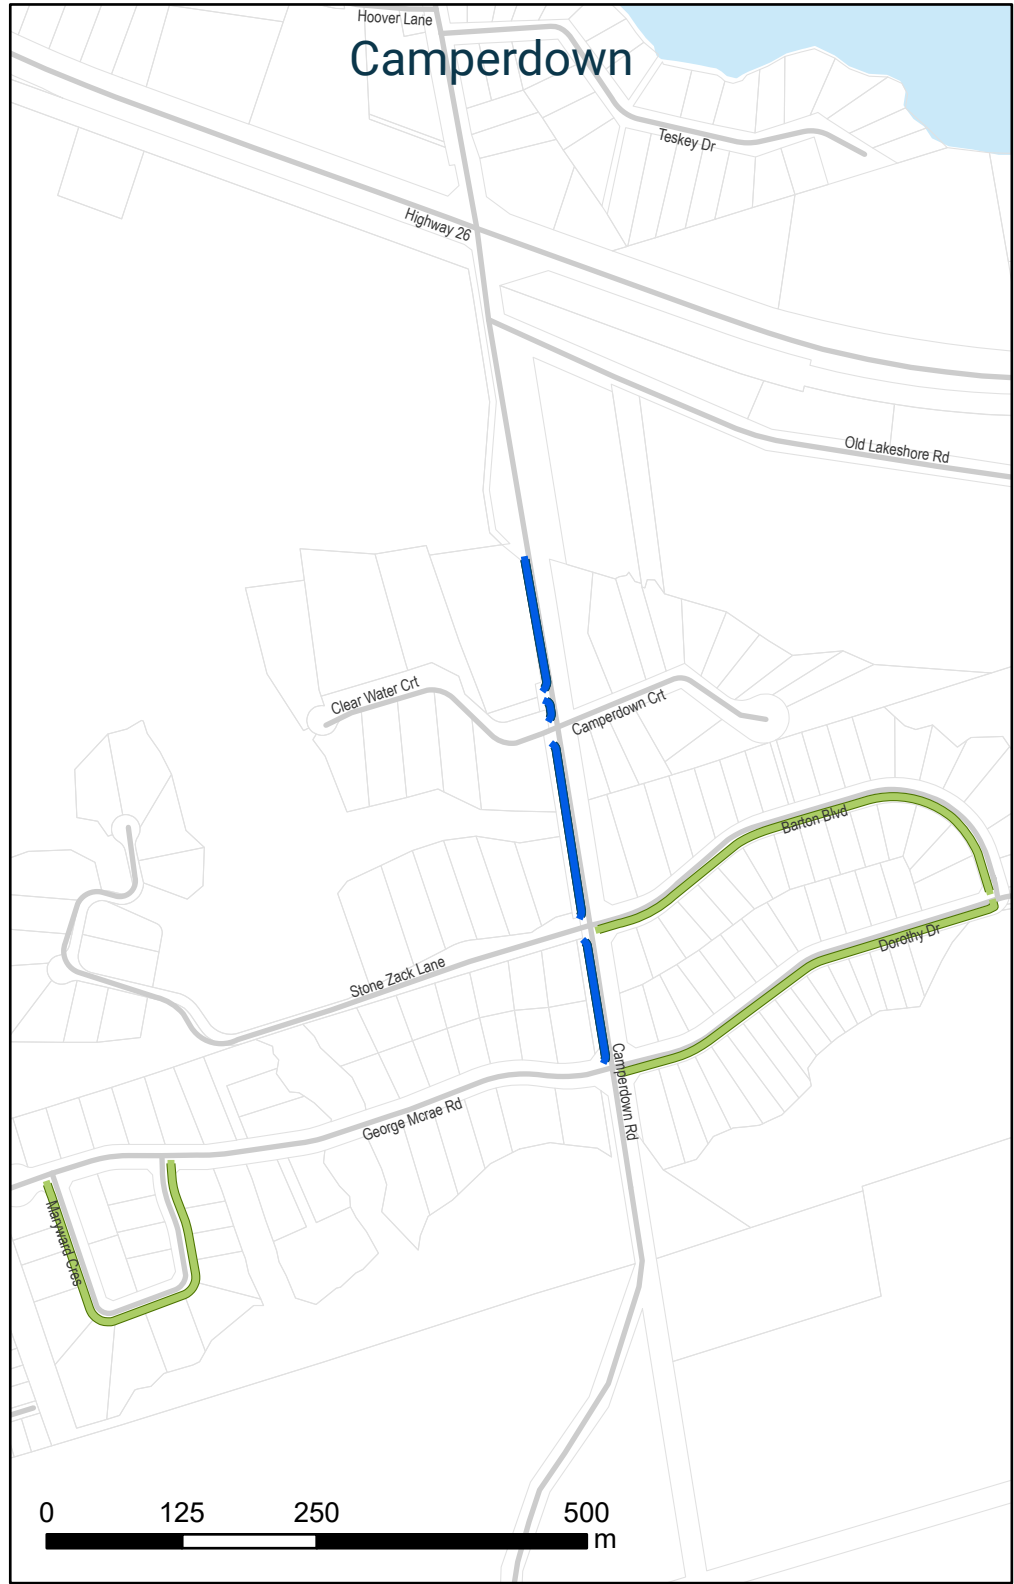 Hoover Lane
Camperdown
Teskey Dr
Highway 26
Old Lakeshore Rd
Clear Water Crt
Camperdown Crt
Barton Blvd
Dorothy Dr
Stone Zack Lane
Camperdown Rd
George Mcrae Rd
Maryward Cres
0 125 250 500
m